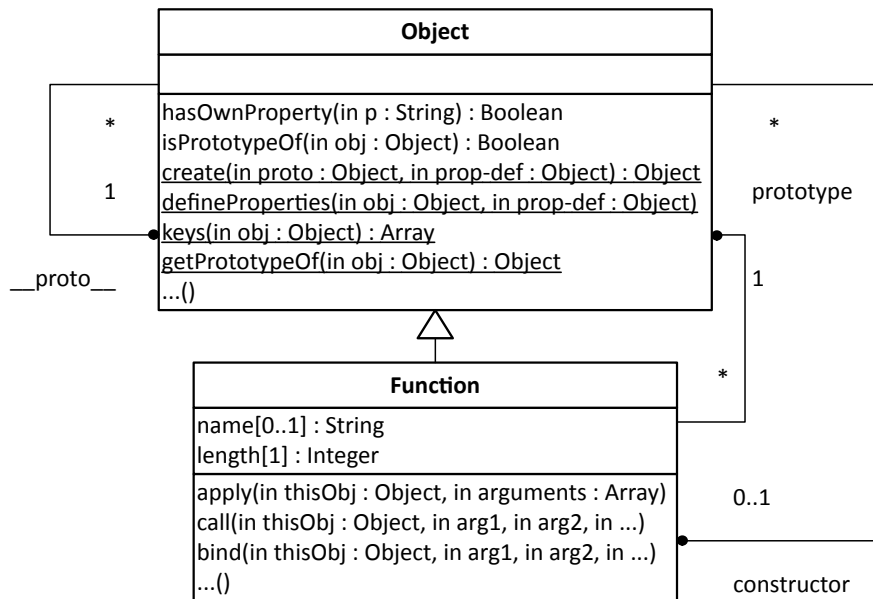 Object
hasOwnProperty(in p : String) : Boolean
isPrototypeOf(in obj : Object) : Boolean
create(in proto : Object, in prop-def : Object) : Object
defineProperties(in obj : Object, in prop-def : Object)
keys(in obj : Object) : Array
getPrototypeOf(in obj : Object) : Object
...()
*
1
__proto__
*
prototype
1
*
Function
name[0..1] : String
length[1] : Integer
apply(in thisObj : Object, in arguments : Array)
call(in thisObj : Object, in arg1, in arg2, in ...)
bind(in thisObj : Object, in arg1, in arg2, in ...)
...()
0..1
constructor